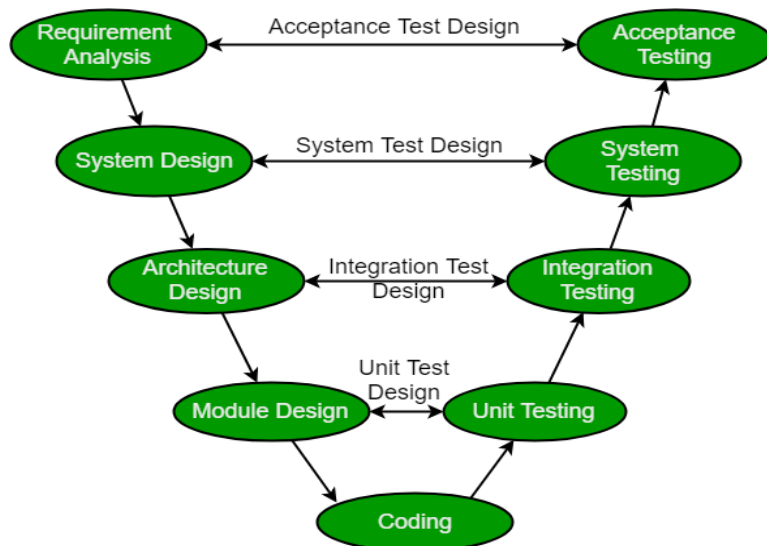 Requirement
Analysis
Acceptance Test Design
Acceptance
Testing
System Design
System Test Design
System
Testing
Architecture
Design
Integration Test
Design
Integration
Testing
Module Design
Unit Test
Design
Unit Testing
Coding